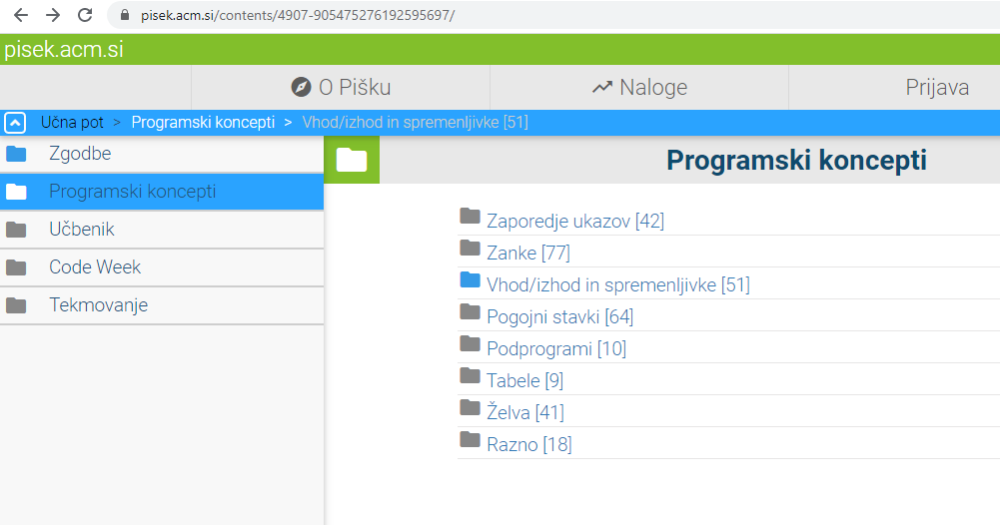 pisek.acm.si/contents/4907-905475276192595697/
pisek.acm.si
O Pišku
Naloge
Prijava
Učna pot > Programski koncepti > Vhod/izhod in spremenljivke [51]
Zgodbe
Programski koncepti
Učbenik
Code Week
Tekmovanje
Programski koncepti
Zaporedje ukazov [42]
Zanke [77]
Vhod/izhod in spremenljivke [51]
Pogojni stavki [64]
Podprogrami [10]
Tabele [9]
Želva [41]
Razno [18]